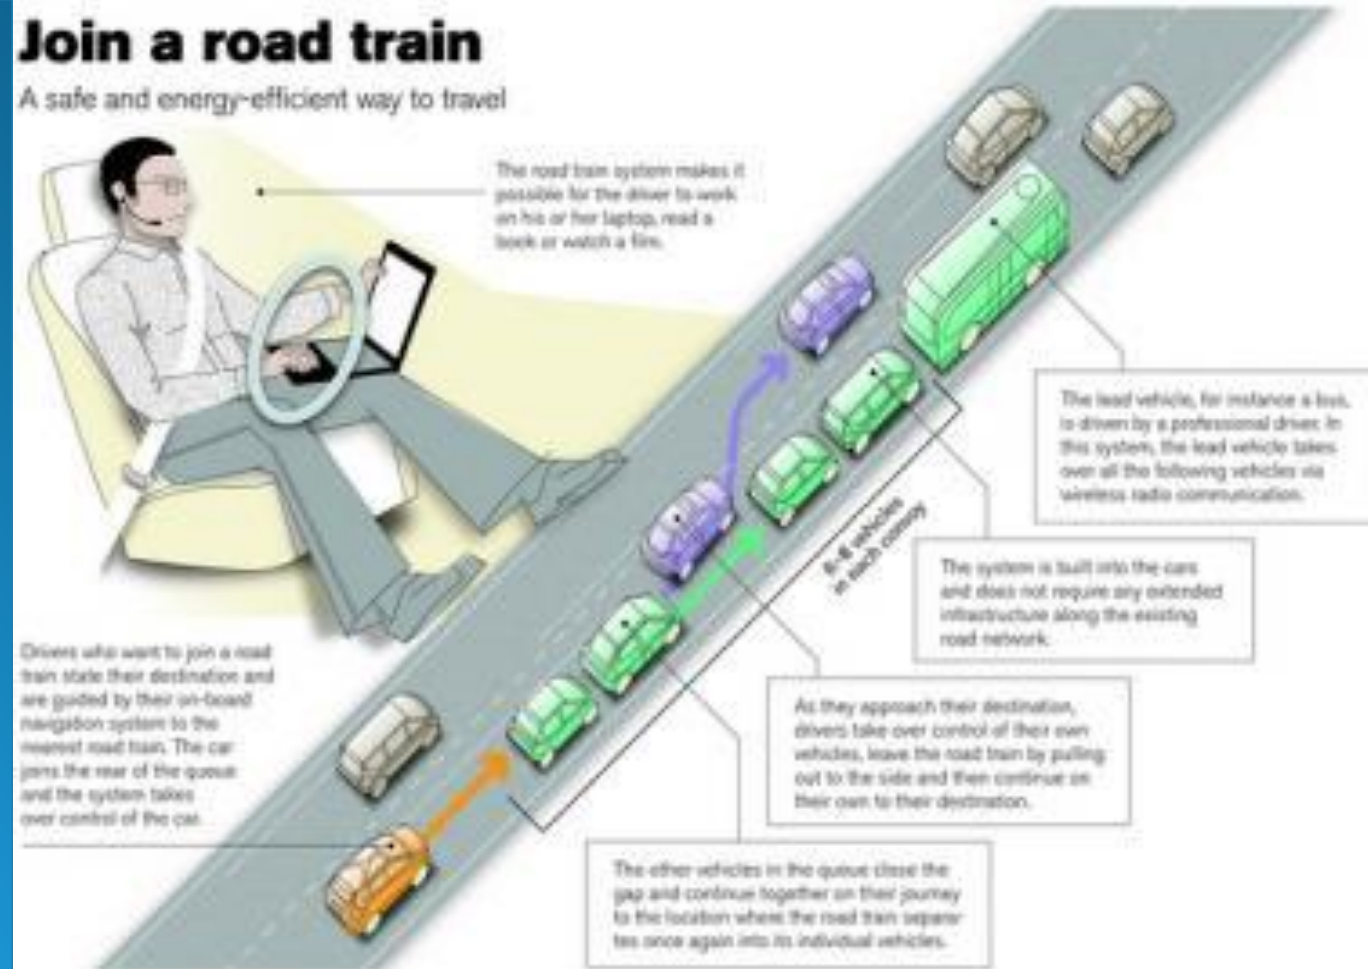 Join a road train
A safe and energy-efficient way to travel
The road train system makes it
possible for the driver to work
on his or her laptop, read a
book or watch a film.
The lead vehicle, for instance a bus,
is driven by a professional driver. In
this system, the lead vehicle takes
over all the following vehicles via
wireless radio communication.
6–8 vehicles
in each convoy
The system is built into the cars
and does not require any extended
infrastructure along the existing
road network.
Drivers who want to join a road
train state their destination and
are guided by their on-board
navigation system to the
nearest road train. The car
joins the rear of the queue
and the system takes
over control of the car.
As they approach their destination,
drivers take over control of their own
vehicles, leave the road train by pulling
out to the side and then continue on
their own to their destination.
The other vehicles in the queue close the
gap and continue together on their journey
to the location where the road train separa-
tes once again into its individual vehicles.